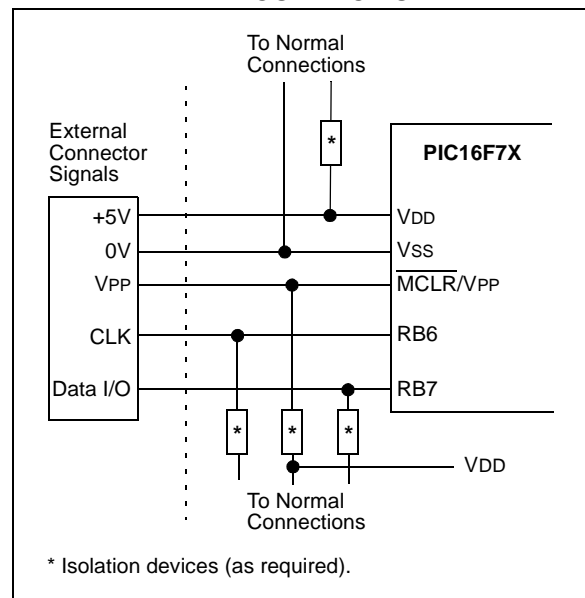 To Normal
Connections
External
Connector
Signals
PIC16F7X
*
+5V
VDD
0V
VSS
VPP
MCLR/VPP
CLK
RB6
Data I/O
RB7
* * *
VDD
To Normal
Connections
* Isolation devices (as required).